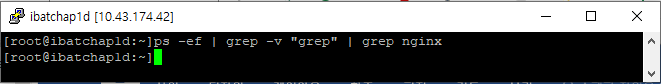 ibatchap1d [10.43.174.42]
[root@ibatchap1d:~]ps -ef | grep -v "grep" | grep nginx
[root@ibatchap1d:~]